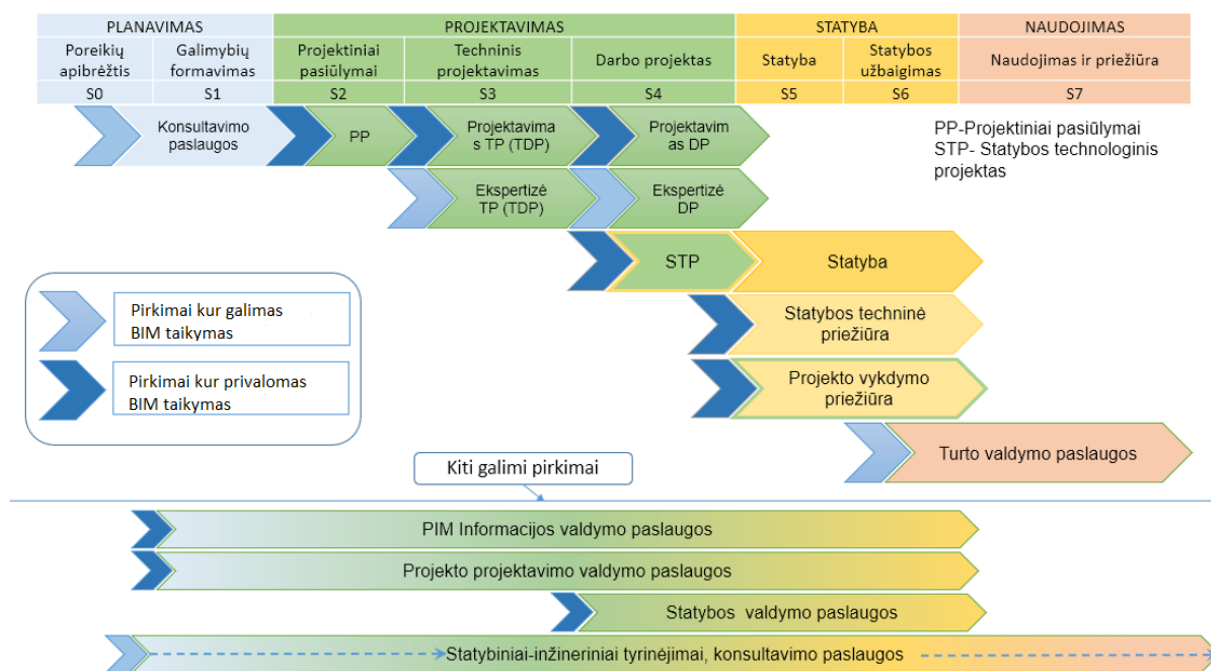 PLANAVIMAS PROJEKTAVIMAS STATYBA NAUDOJIMAS
Poreikių apibrėžtis
Galimybių formavimas
Projektiniai pasiūlymai
Techninis projektavimas
Darbo projektas
Statyba
Statybos užbaigimas
Naudojimas ir priežiūra
S0 S1 S2 S3 S4 S5 S6 S7
Konsultavimo
paslaugos
PP
Projektavima
s TP (TDP)
Projektavim
as DP
PP-Projektiniai pasiūlymai
STP- Statybos technologinis
projektas
Ekspertizė
TP (TDP)
Ekspertizė
DP
STP
Statyba
Pirkimai kur galimas
BIM taikymas
Pirkimai kur privalomas
BIM taikymas
Statybos techninė
priežiūra
Projekto vykdymo
priežiūra
Turto valdymo paslaugos
Kiti galimi pirkimai
PIM Informacijos valdymo paslaugos
Projekto projektavimo valdymo paslaugos
Statybos valdymo paslaugos
Statybiniai-inžineriniai tyrinėjimai, konsultavimo paslaugos